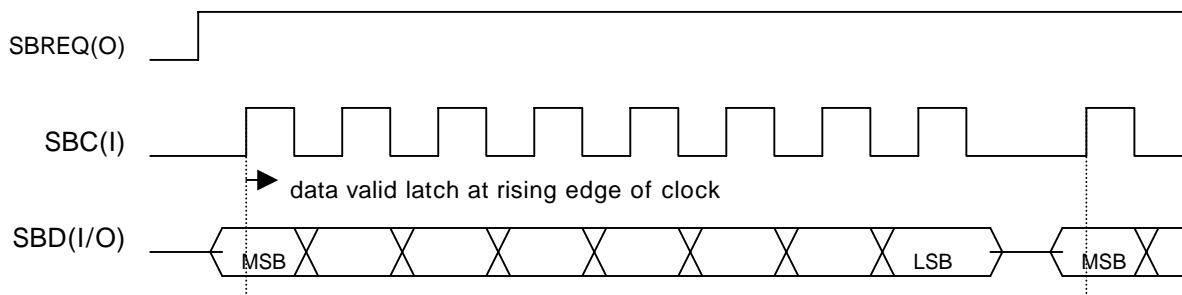 SBREQ(O)
SBC(I)
data valid latch at rising edge of clock
SBD(I/O)
MSB
LSB
MSB